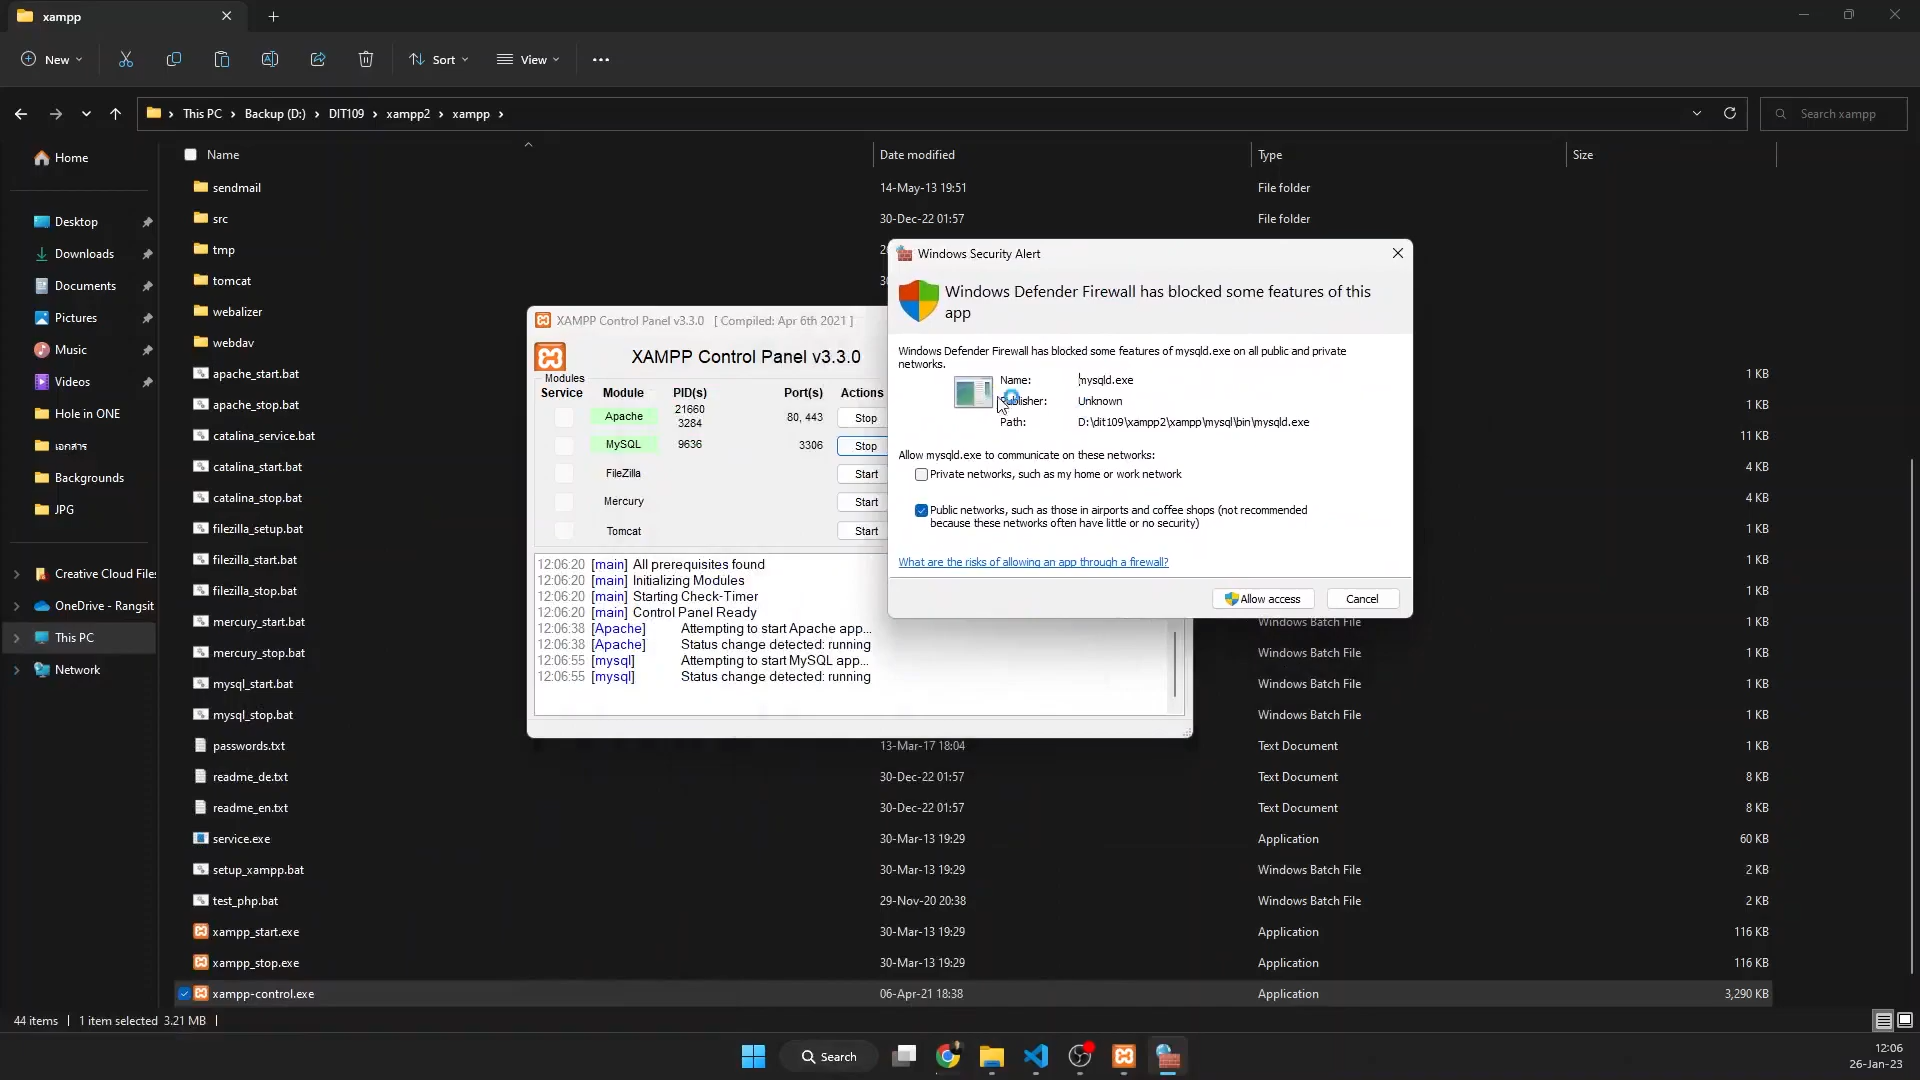 xampp
New
Sort
View
This PC > Backup (D:) > DIT109 > xampp2 > xampp >
Search xampp
Home
Desktop
Downloads
Documents
Pictures
Music
Videos
Hole in ONE
เอกสาร
Backgrounds
JPG
Creative Cloud Files
OneDrive - Rangsit
This PC
Network
Name Date modified Type Size
sendmail 14-May-13 19:51 File folder
src 30-Dec-22 01:57 File folder
tmp
tomcat
webalizer
webdav
apache_start.bat 1 KB
apache_stop.bat 1 KB
catalina_service.bat 11 KB
catalina_start.bat 4 KB
catalina_stop.bat 4 KB
filezilla_setup.bat 1 KB
filezilla_start.bat 1 KB
filezilla_stop.bat 1 KB
mercury_start.bat Windows Batch File 1 KB
mercury_stop.bat Windows Batch File 1 KB
mysql_start.bat Windows Batch File 1 KB
mysql_stop.bat Windows Batch File 1 KB
passwords.txt 13-Mar-17 18:04 Text Document 1 KB
readme_de.txt 30-Dec-22 01:57 Text Document 8 KB
readme_en.txt 30-Dec-22 01:57 Text Document 8 KB
service.exe 30-Mar-13 19:29 Application 60 KB
setup_xampp.bat 30-Mar-13 19:29 Windows Batch File 2 KB
test_php.bat 29-Nov-20 20:38 Windows Batch File 2 KB
xampp_start.exe 30-Mar-13 19:29 Application 116 KB
xampp_stop.exe 30-Mar-13 19:29 Application 116 KB
xampp-control.exe 06-Apr-21 18:38 Application 3,290 KB
XAMPP Control Panel v3.3.0 [ Compiled: Apr 6th 2021 ]
XAMPP Control Panel v3.3.0
Modules
Service Module PID(s) Port(s) Actions
Apache 21660 3284 80, 443 Stop
MySQL 9636 3306 Stop
FileZilla Start
Mercury Start
Tomcat Start
12:06:20 [main] All prerequisites found
12:06:20 [main] Initializing Modules
12:06:20 [main] Starting Check-Timer
12:06:20 [main] Control Panel Ready
12:06:38 [Apache] Attempting to start Apache app...
12:06:38 [Apache] Status change detected: running
12:06:55 [mysql] Attempting to start MySQL app...
12:06:55 [mysql] Status change detected: running
Windows Security Alert
Windows Defender Firewall has blocked some features of this
app
Windows Defender Firewall has blocked some features of mysqld.exe on all public and private
networks.
Name: mysqld.exe
Publisher: Unknown
Path: D:\dit109\xampp2\xampp\mysql\bin\mysqld.exe
Allow mysqld.exe to communicate on these networks:
Private networks, such as my home or work network
Public networks, such as those in airports and coffee shops (not recommended
because these networks often have little or no security)
What are the risks of allowing an app through a firewall?
Allow access
Cancel
44 items | 1 item selected 3.21 MB |
Search
12:06
26-Jan-23